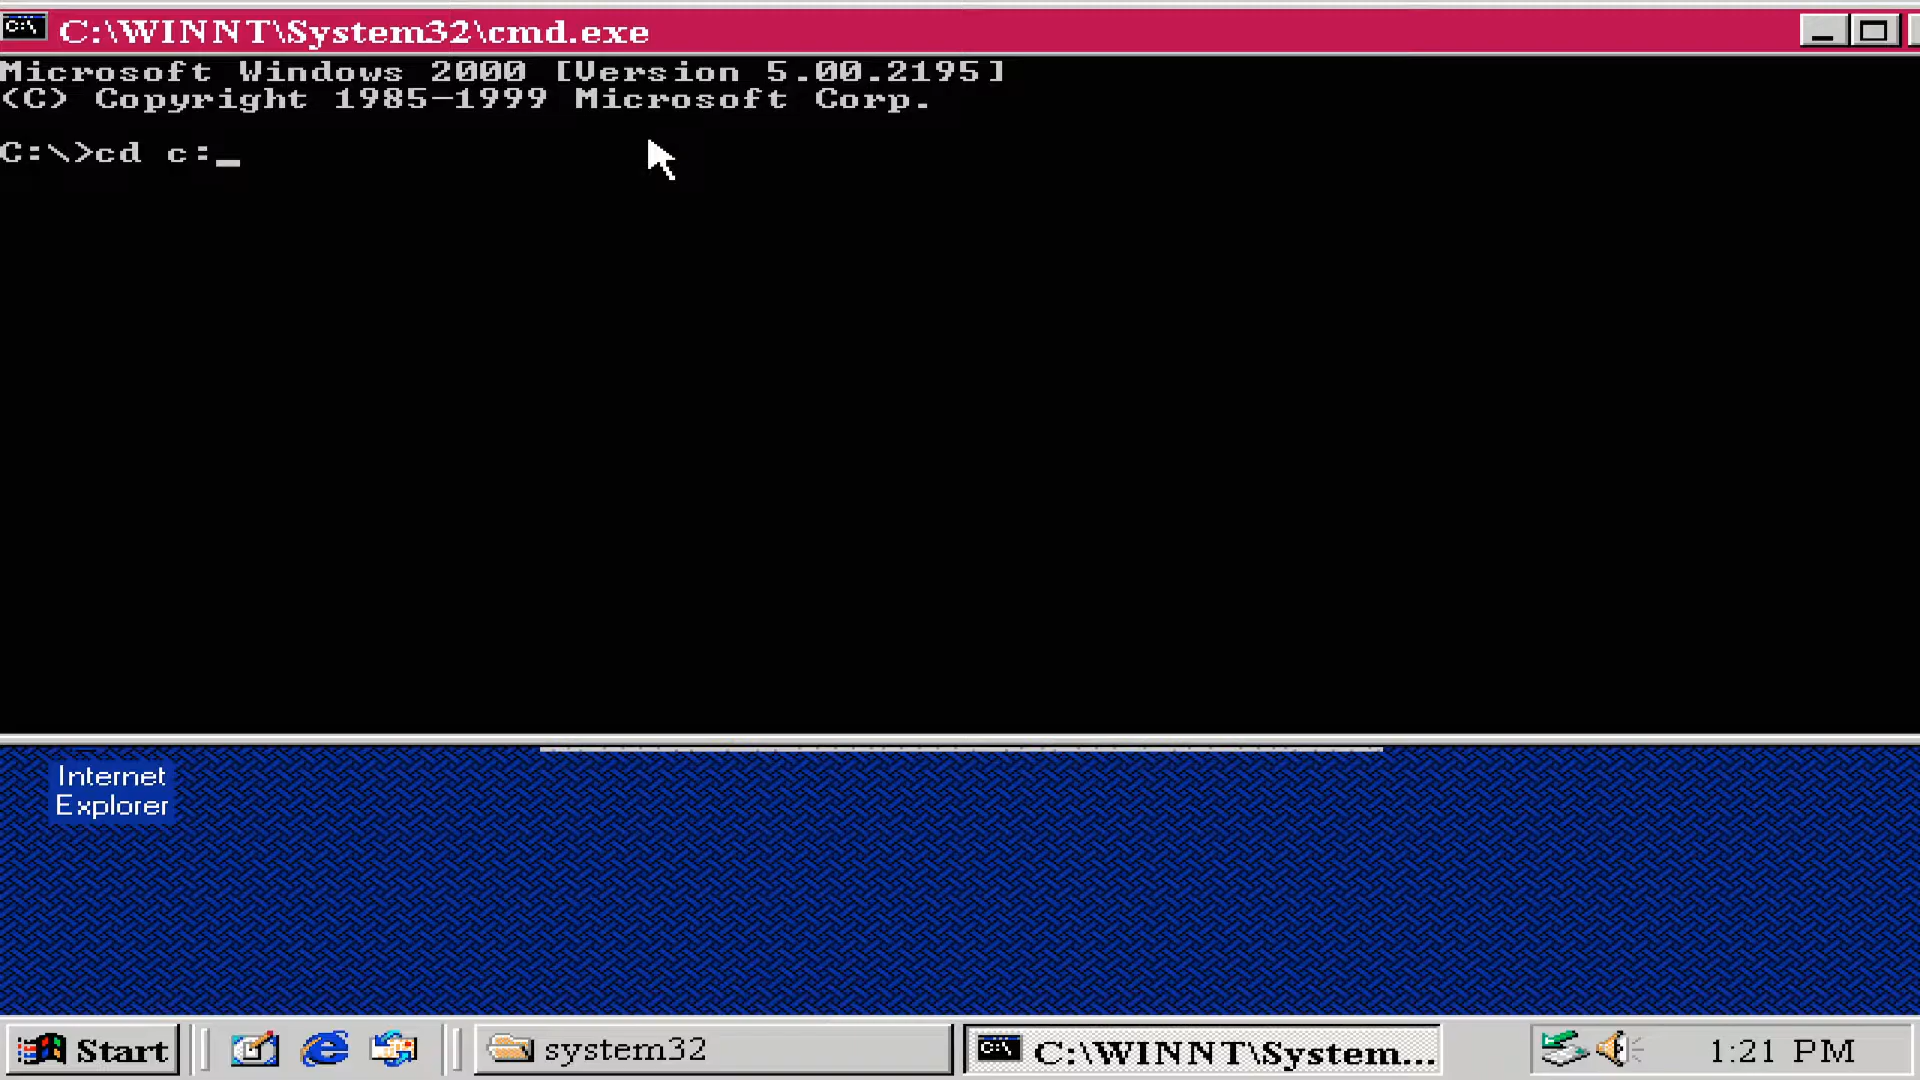 C:\WINNT\System32\cmd.exe
Microsoft Windows 2000 [Version 5.00.2195]
(C) Copyright 1985-1999 Microsoft Corp.
C:\>cd c:_
Internet
Explorer
Start
system32
C:\WINNT\System...
1:21 PM